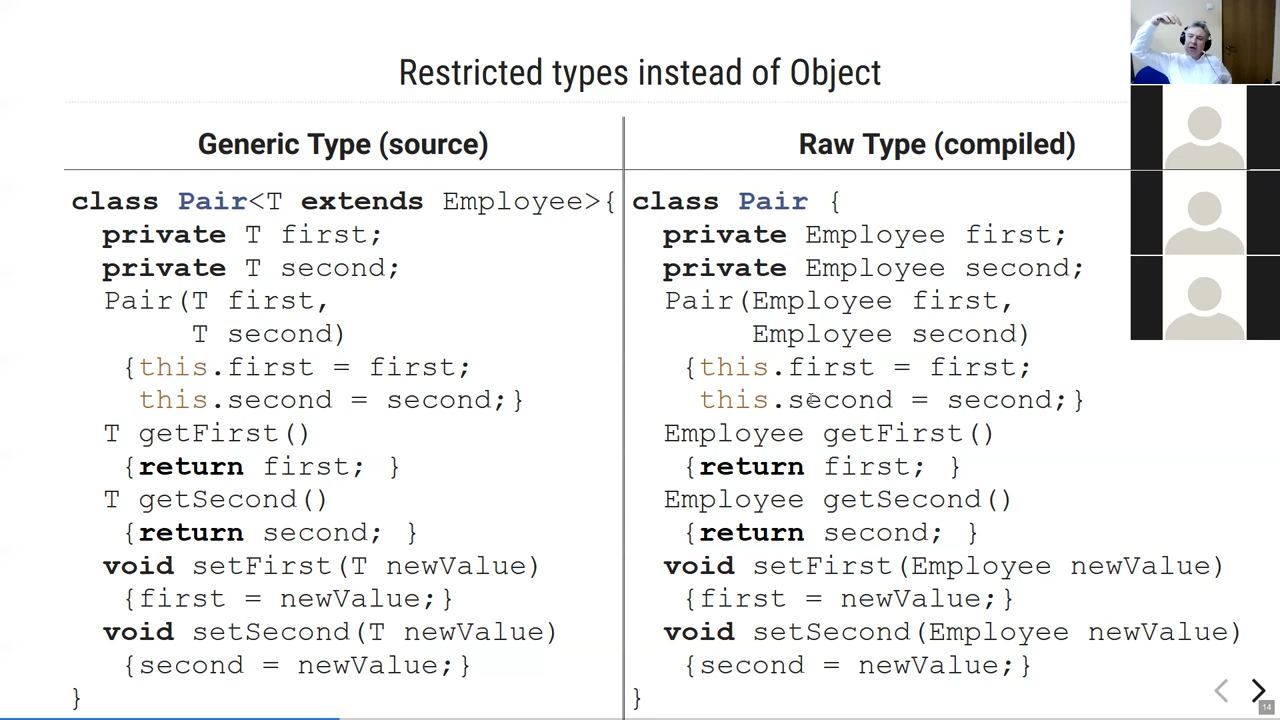 Restricted types instead of Object
Generic Type (source)
class Pair<T extends Employee>{
private T first;
private T second;
Pair(T first,
T second)
{this.first = first;
this.second = second;}
T getFirst()
{return first; }
T getSecond()
{return second; }
void setFirst(T newValue)
{first = newValue;}
void setSecond(T newValue)
{second = newValue;}
}
Raw Type (compiled)
class Pair {
private Employee first;
private Employee second;
Pair(Employee first,
Employee second)
{this.first = first;
this.second = second;}
Employee getFirst()
{return first; }
Employee getSecond()
{return second; }
void setFirst(Employee newValue)
{first = newValue;}
void setSecond(Employee newValue)
{second = newValue;}
}
14